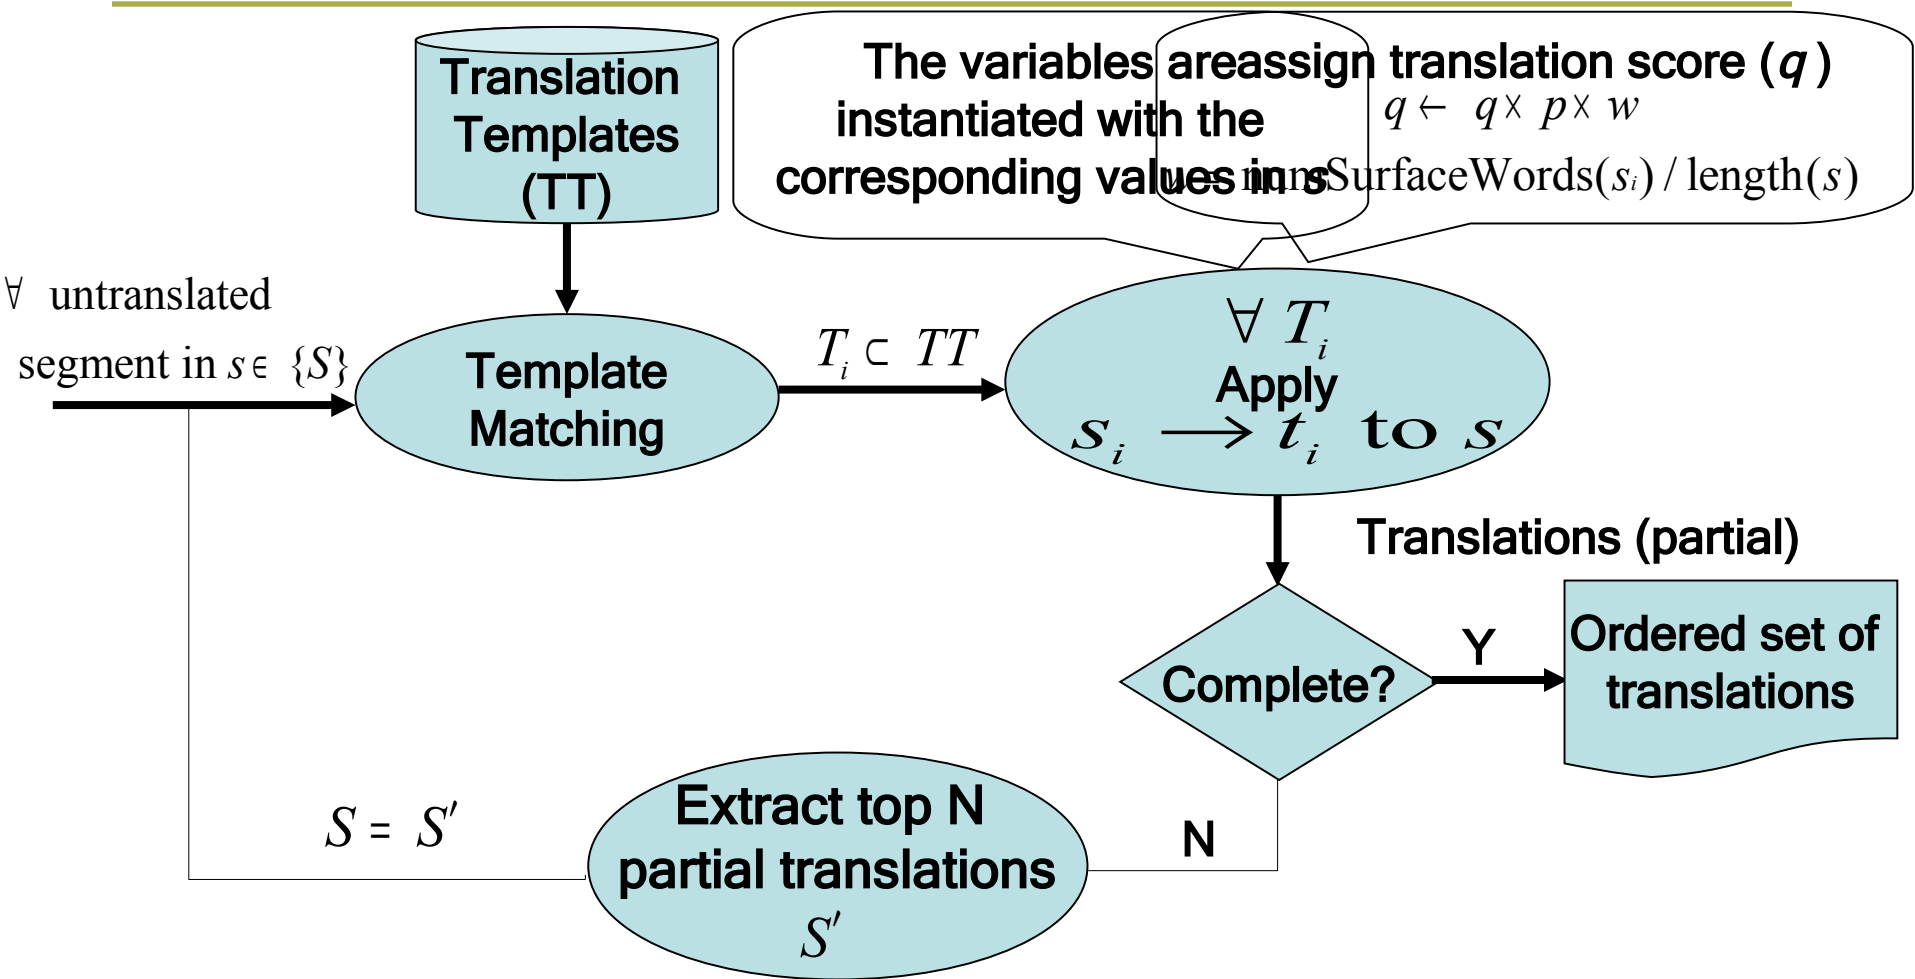 Translation
Templates
(TT)
The variables are
instantiated with the
corresponding values in s
assign translation score (q)
q ← q × p × w
= numSurfaceWords(sᵢ) / length(s)
∀ untranslated
segment in s ∈ {S}
Template
Matching
Tᵢ ⊂ TT
∀ Tᵢ
Apply
sᵢ → tᵢ to s
Translations (partial)
Complete?
Y
Ordered set of
translations
N
Extract top N
partial translations
S′
S = S′